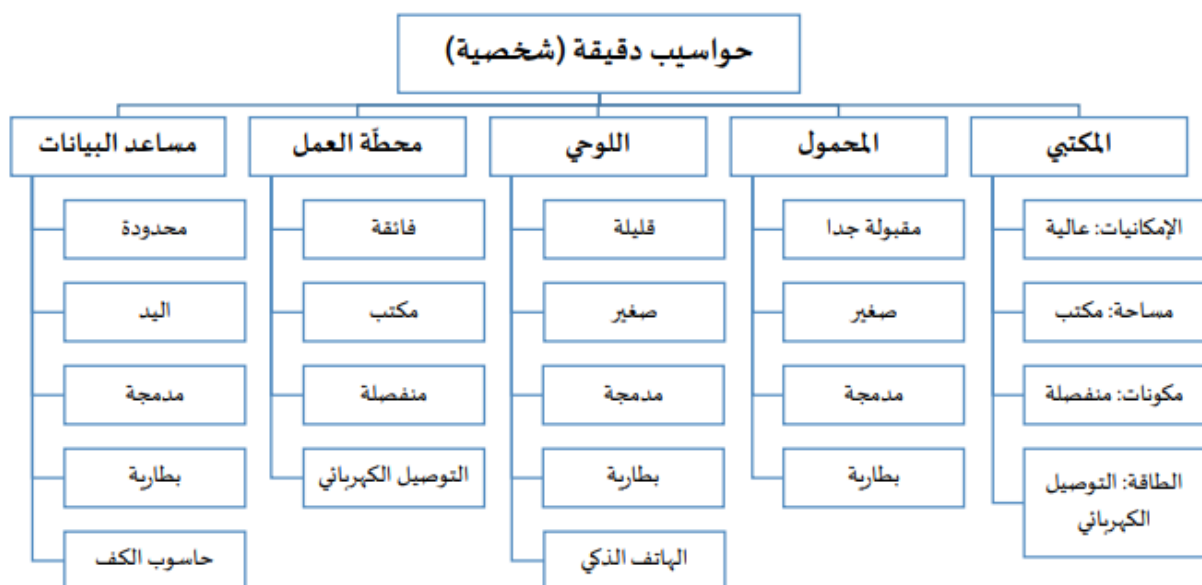 حواسيب دقيقة (شخصية)
المكتبي
الإمكانيات: عالية
مساحة: مكتب
مكونات: منفصلة
الطاقة: التوصيل
الكهربائي
المحمول
مقبولة جدا
صغير
مدمجة
بطارية
اللوحي
قليلة
صغير
مدمجة
بطارية
الهاتف الذكي
محطّة العمل
فائقة
مكتب
منفصلة
التوصيل الكهربائي
مساعد البيانات
محدودة
اليد
مدمجة
بطارية
حاسوب الكف